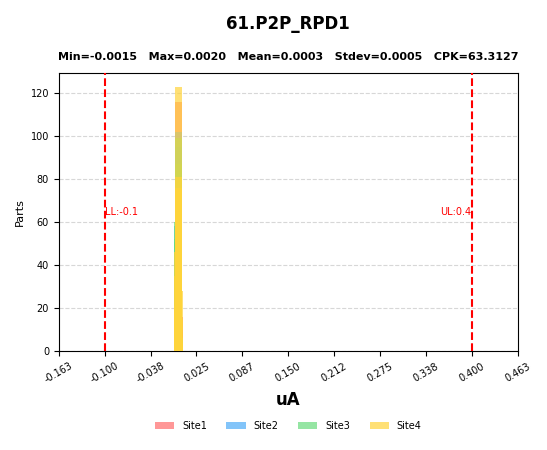 61.P2P_RPD1
Min=-0.0015 Max=0.0020 Mean=0.0003 Stdev=0.0005 CPK=63.3127
120
100
80
60
40
20
0
Parts
LL:-0.1
UL:0.4
-0.163 -0.100 -0.038 0.025 0.087 0.150 0.212 0.275 0.338 0.400 0.463
uA
Site1 Site2 Site3 Site4